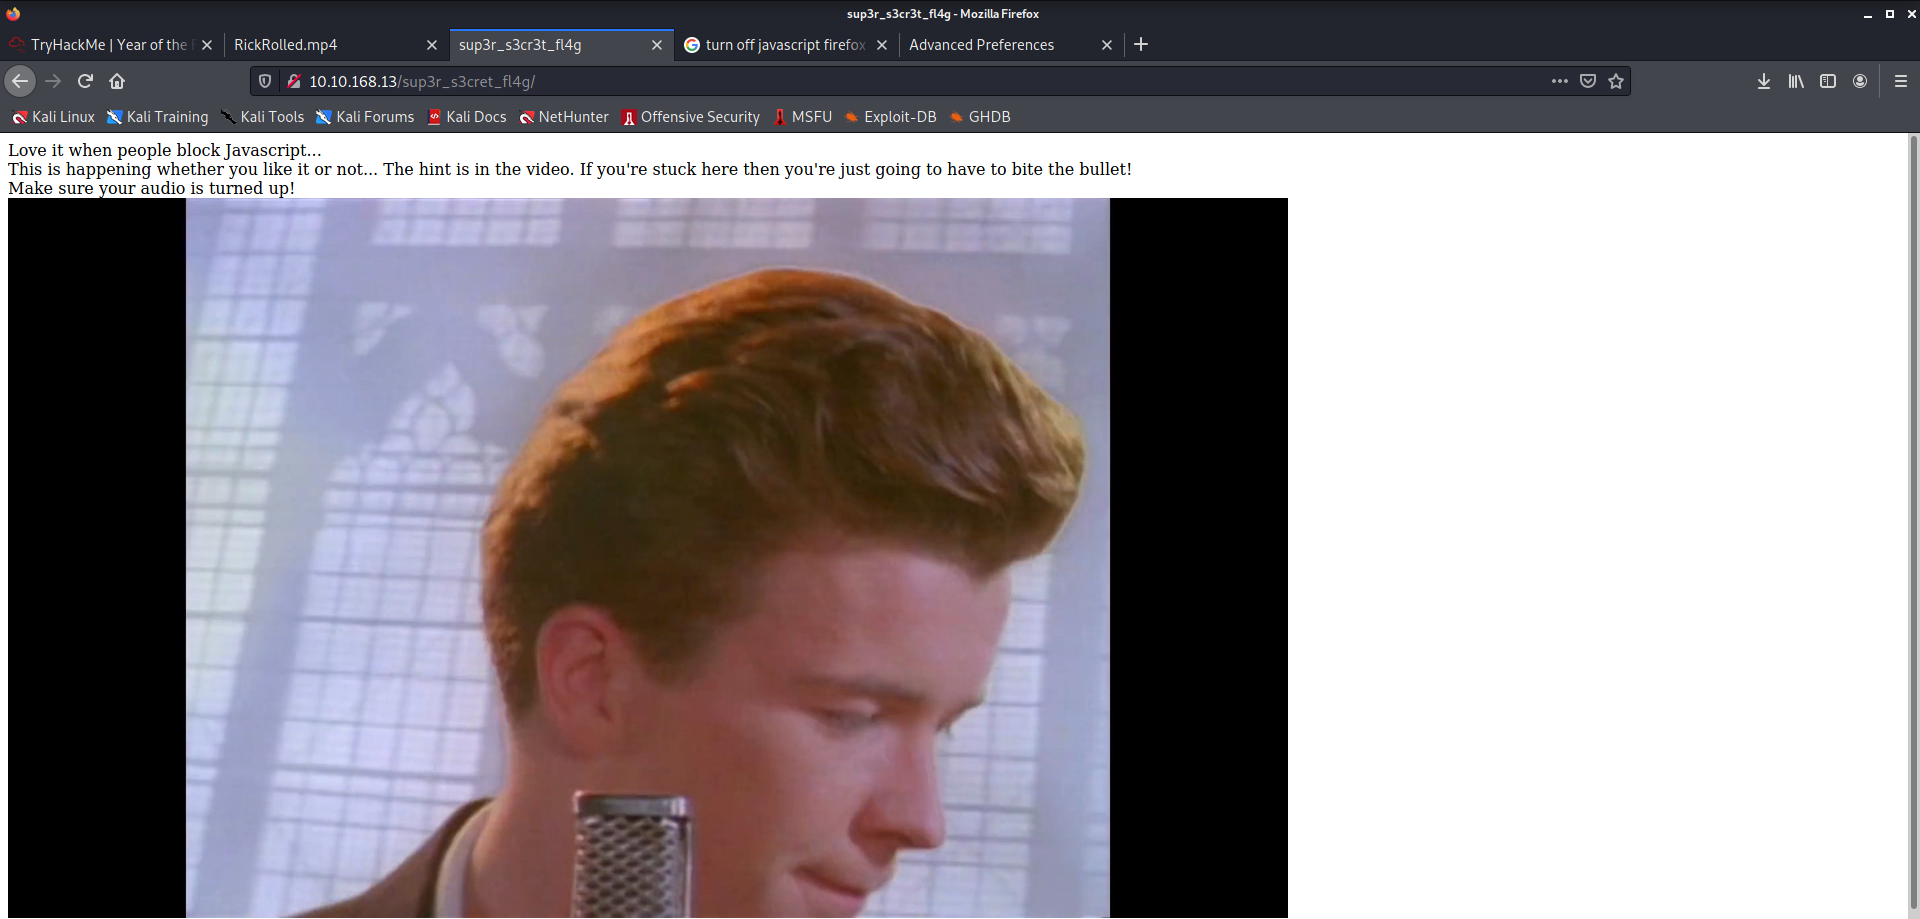 sup3r_s3cr3t_fl4g - Mozilla Firefox
TryHackMe | Year of the
RickRolled.mp4
sup3r_s3cr3t_fl4g
turn off javascript firefox
Advanced Preferences
10.10.168.13/sup3r_s3cret_fl4g/
Kali Linux Kali Training Kali Tools Kali Forums Kali Docs NetHunter Offensive Security MSFU Exploit-DB GHDB
Love it when people block Javascript...
This is happening whether you like it or not... The hint is in the video. If you're stuck here then you're just going to have to bite the bullet!
Make sure your audio is turned up!